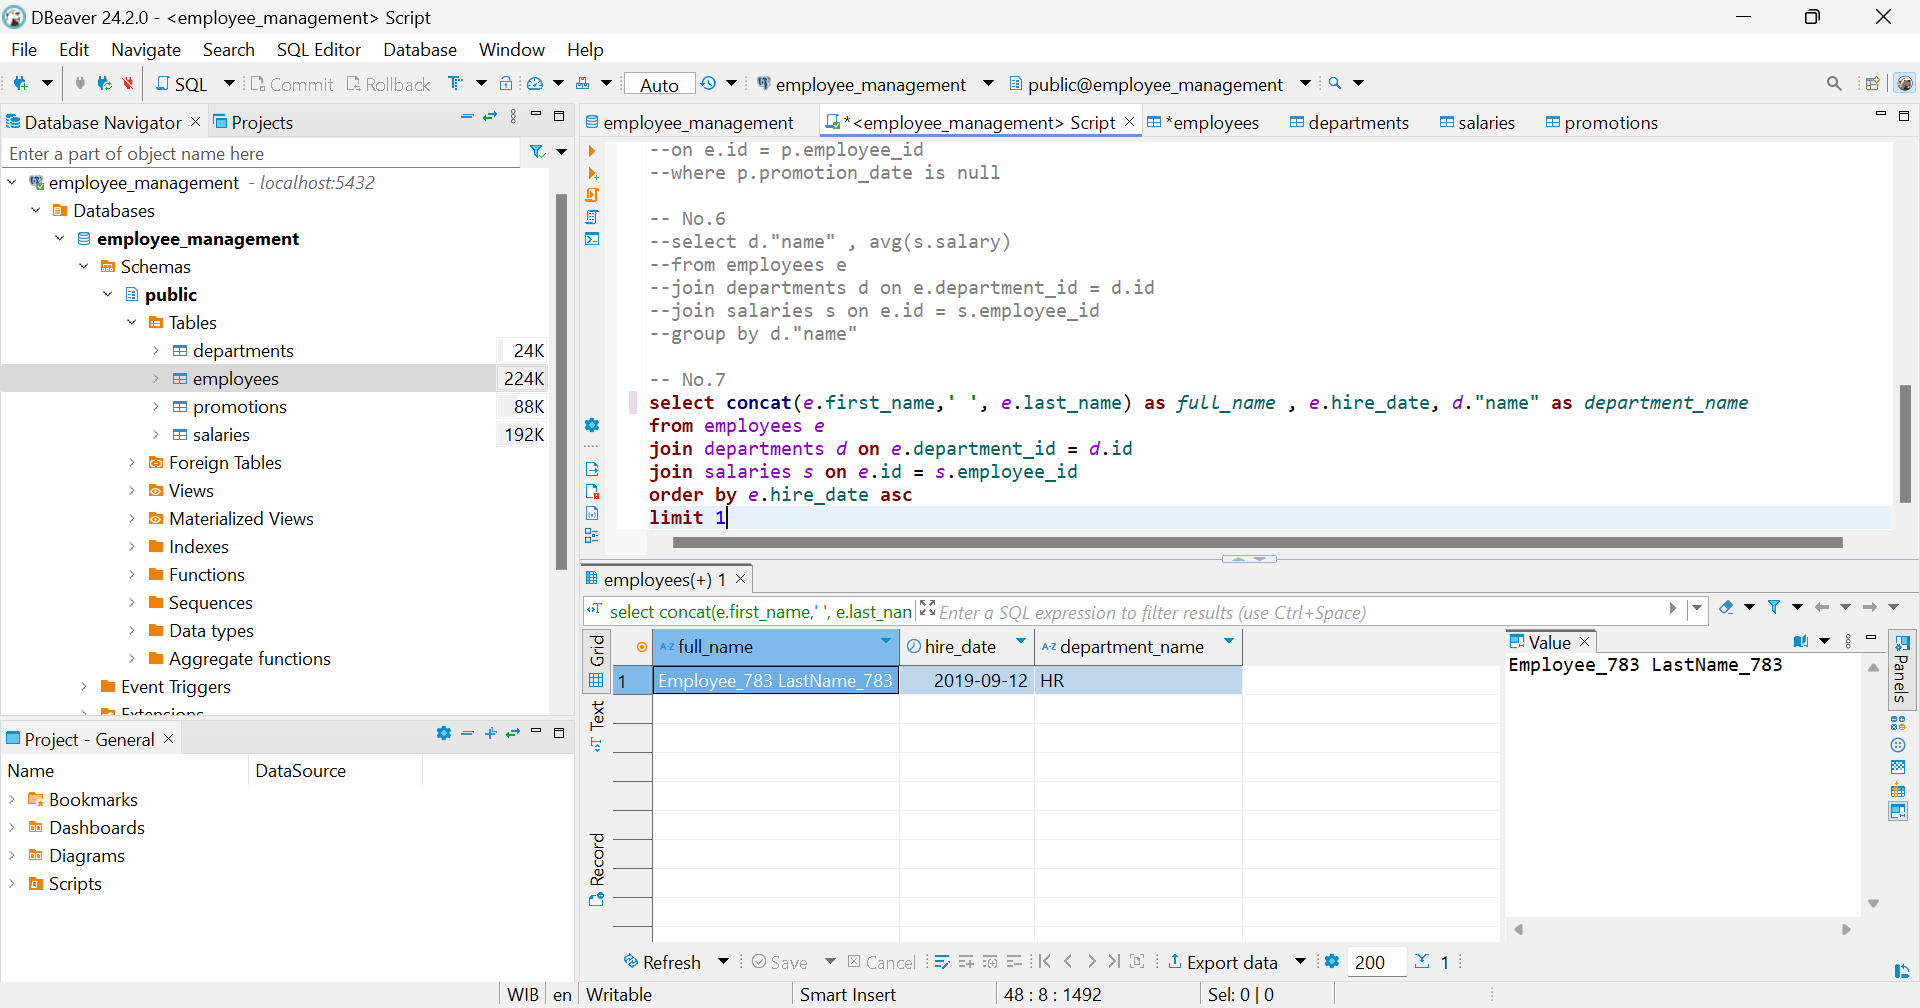 DBeaver 24.2.0 - <employee_management> Script
File Edit Navigate Search SQL Editor Database Window Help
SQL Commit Rollback Auto employee_management public@employee_management
Database Navigator Projects
Enter a part of object name here
employee_management - localhost:5432
Databases
employee_management
Schemas
public
Tables
departments 24K
employees 224K
promotions 88K
salaries 192K
Foreign Tables
Views
Materialized Views
Indexes
Functions
Sequences
Data types
Aggregate functions
Event Triggers
Extensions
Project - General
Name DataSource
Bookmarks
Dashboards
Diagrams
Scripts
employee_management *<employee_management> Script *employees departments salaries promotions
--on e.id = p.employee_id
--where p.promotion_date is null
-- No.6
--select d."name" , avg(s.salary)
--from employees e
--join departments d on e.department_id = d.id
--join salaries s on e.id = s.employee_id
--group by d."name"
-- No.7
select concat(e.first_name,' ', e.last_name) as full_name , e.hire_date, d."name" as department_name
from employees e
join departments d on e.department_id = d.id
join salaries s on e.id = s.employee_id
order by e.hire_date asc
limit 1
employees(+) 1
select concat(e.first_name,' ', e.last_nan Enter a SQL expression to filter results (use Ctrl+Space)
Grid
Text
Record
full_name hire_date department_name
1 Employee_783 LastName_783 2019-09-12 HR
Value
Employee_783 LastName_783
Panels
Refresh Save Cancel Export data 200 1
WIB en Writable Smart Insert 48 : 8 : 1492 Sel: 0 | 0